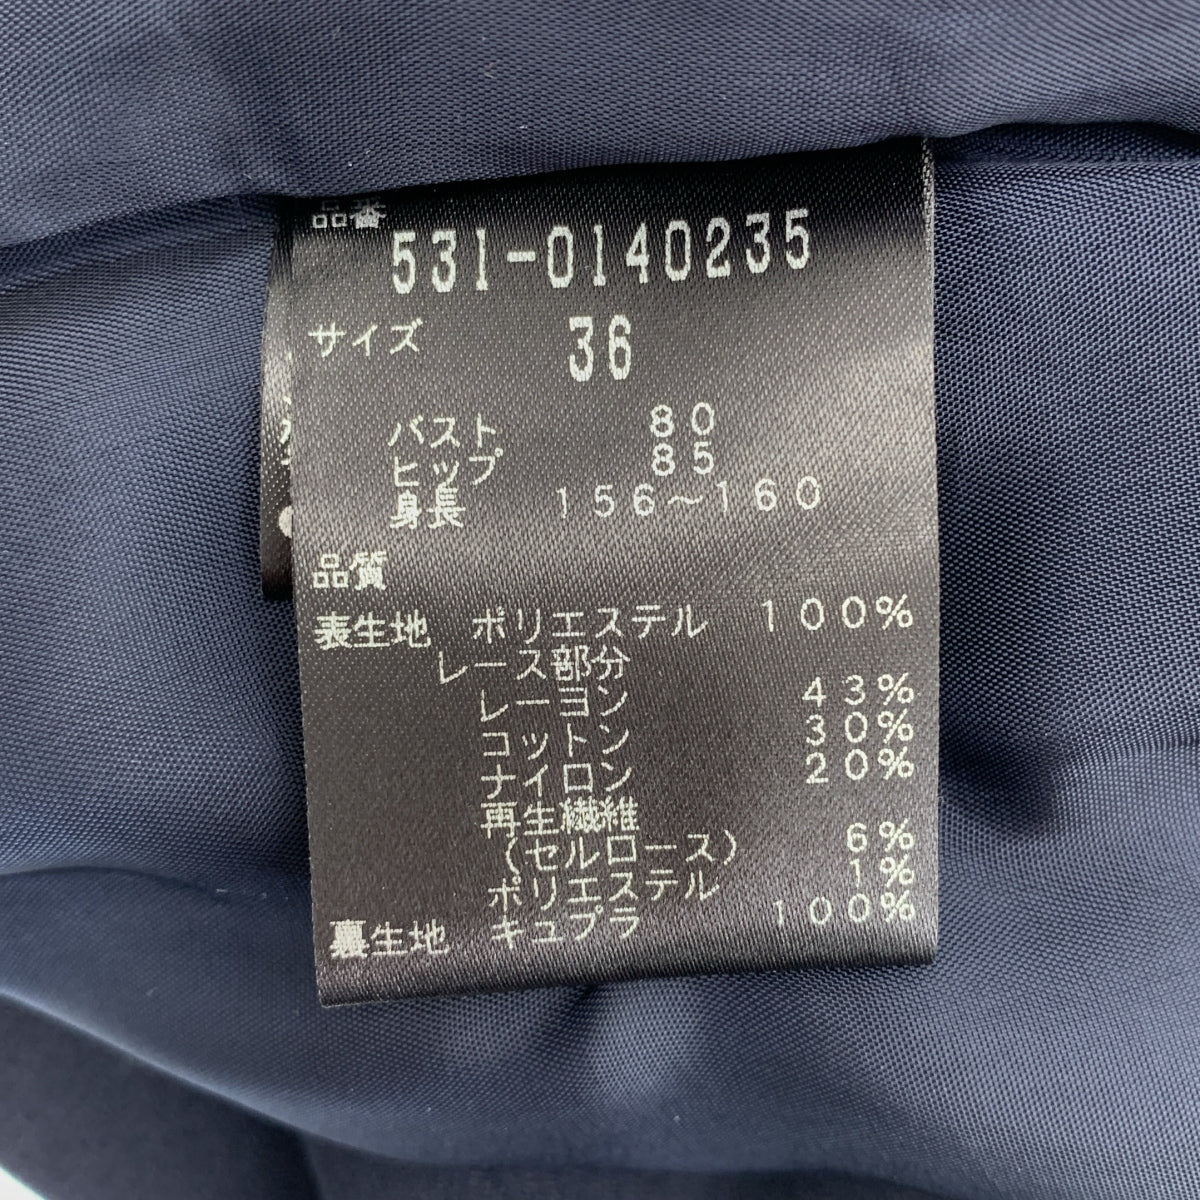 品番
531-0140235
サイズ 36
バスト 80
ヒップ 85
身長 156～160
品質
表生地 ポリエステル 100%
レース部分
レーヨン 43%
コットン 30%
ナイロン 20%
再生繊維
(セルロース) 6%
ポリエステル 1%
裏生地 キュプラ 100%